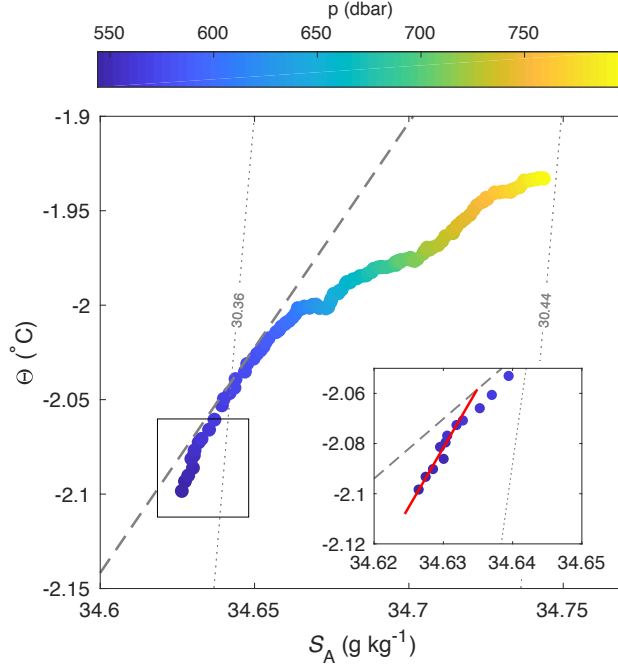 p (dbar)
550 600 650 700 750
-1.9
-1.95
-2
-2.05
-2.1
-2.15
Θ (°C)
30.36
30.44
-2.06
-2.08
-2.1
-2.12
34.62 34.63 34.64 34.65
34.6 34.65 34.7 34.75
S_A (g kg⁻¹)